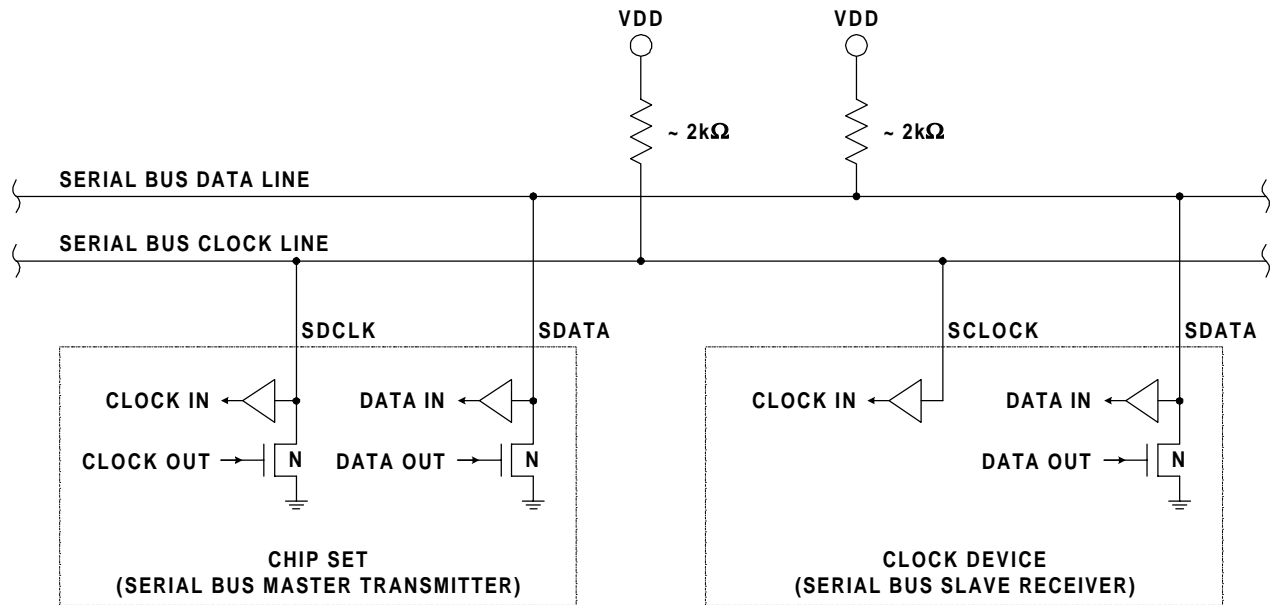 VDD VDD
~ 2kΩ ~ 2kΩ
SERIAL BUS DATA LINE
SERIAL BUS CLOCK LINE
SDCLK SDATA SCLOCK SDATA
CLOCK IN DATA IN CLOCK IN DATA IN
CLOCK OUT N DATA OUT N DATA OUT N
CHIP SET
(SERIAL BUS MASTER TRANSMITTER)
CLOCK DEVICE
(SERIAL BUS SLAVE RECEIVER)